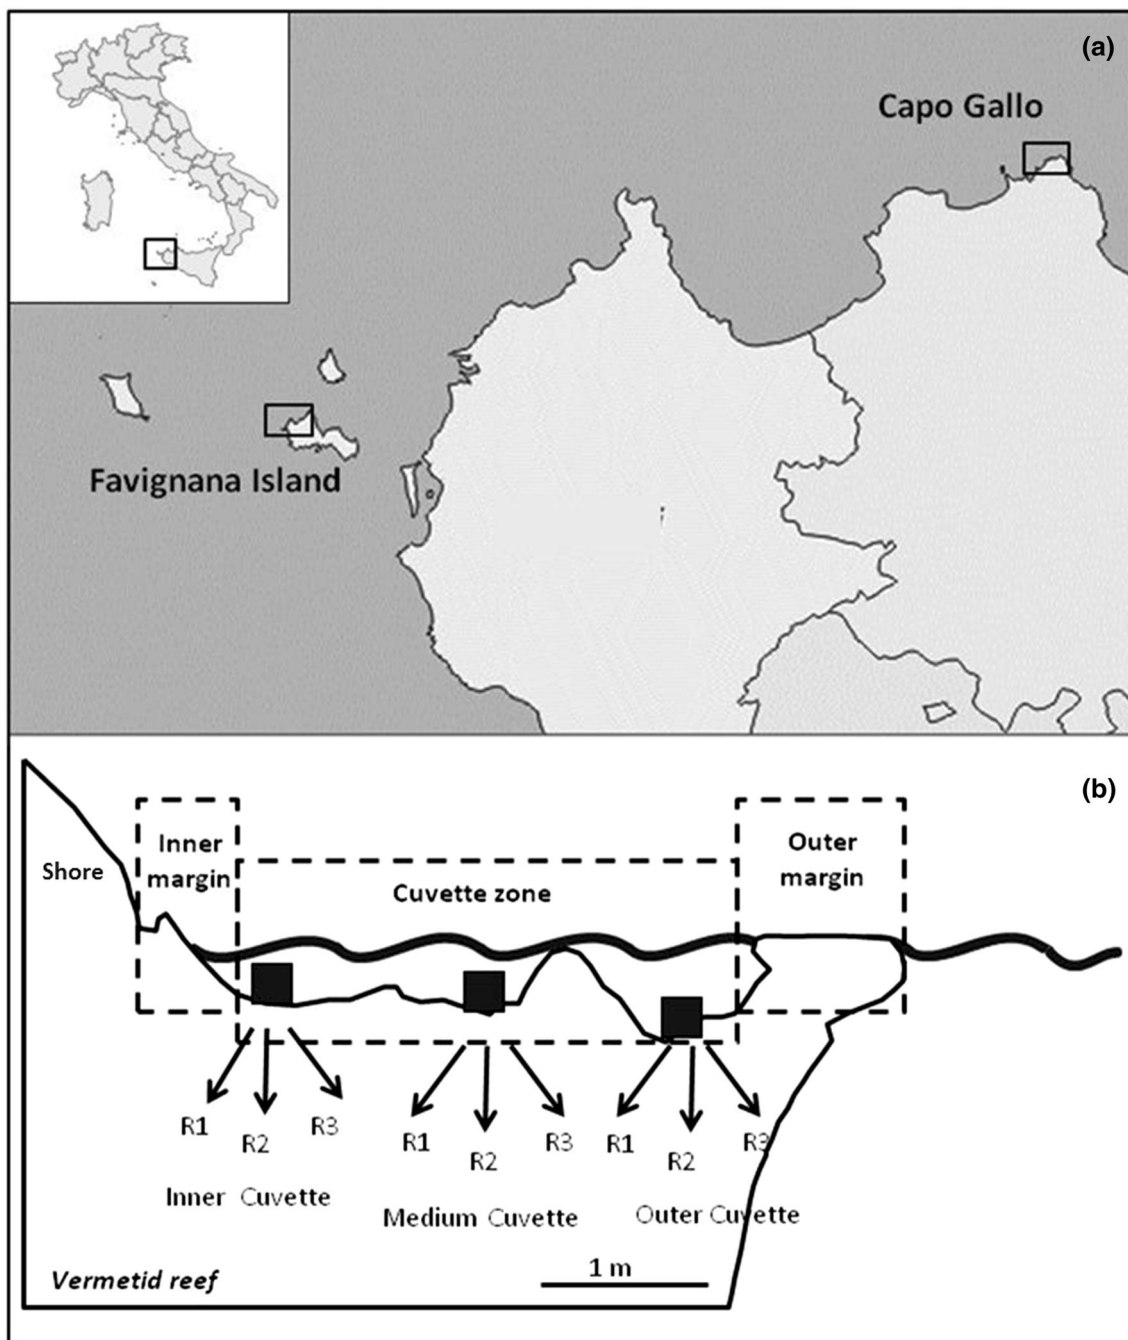 (a)
Capo Gallo
Favignana Island
(b)
Shore
Inner
margin
Cuvette zone
Outer
margin
R1
R2
R3
R1
R2
R3
R1
R2
R3
Inner Cuvette
Medium Cuvette
Outer Cuvette
Vermetid reef
1 m